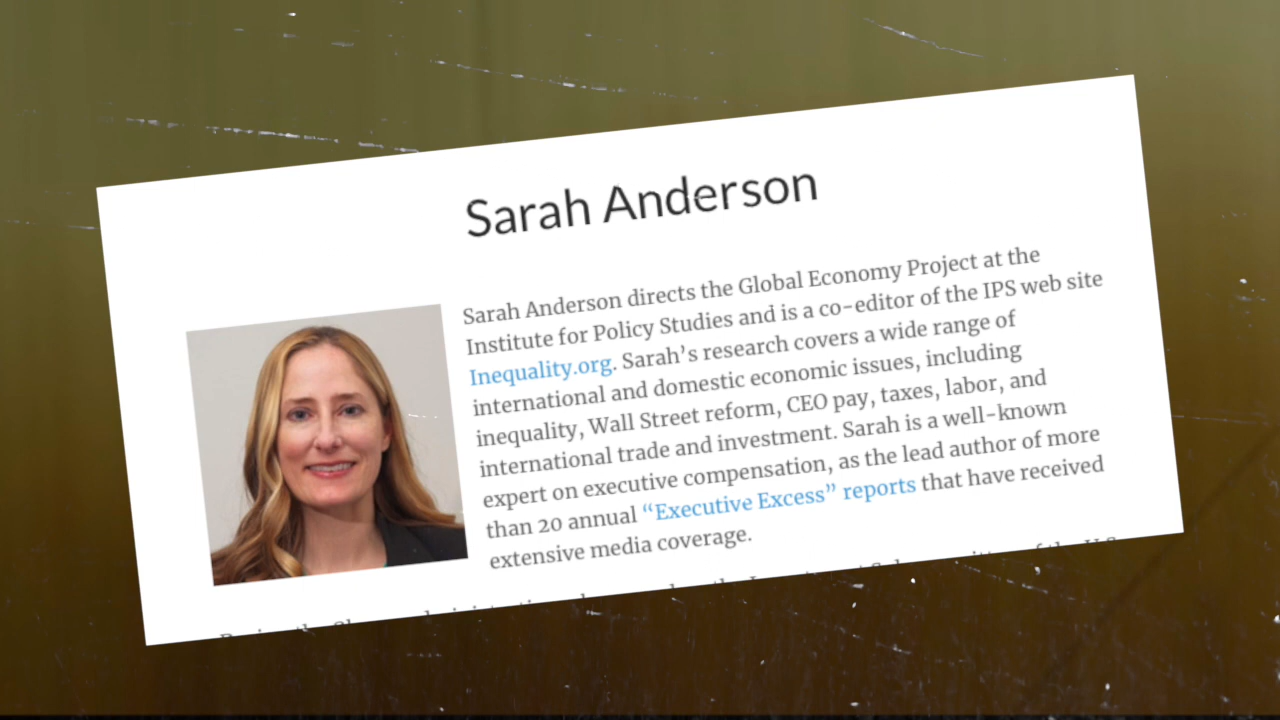 Sarah Anderson
Sarah Anderson directs the Global Economy Project at the
Institute for Policy Studies and is a co-editor of the IPS web site
Inequality.org. Sarah’s research covers a wide range of
international and domestic economic issues, including
inequality, Wall Street reform, CEO pay, taxes, labor, and
international trade and investment. Sarah is a well-known
expert on executive compensation, as the lead author of more
than 20 annual “Executive Excess” reports that have received
extensive media coverage.